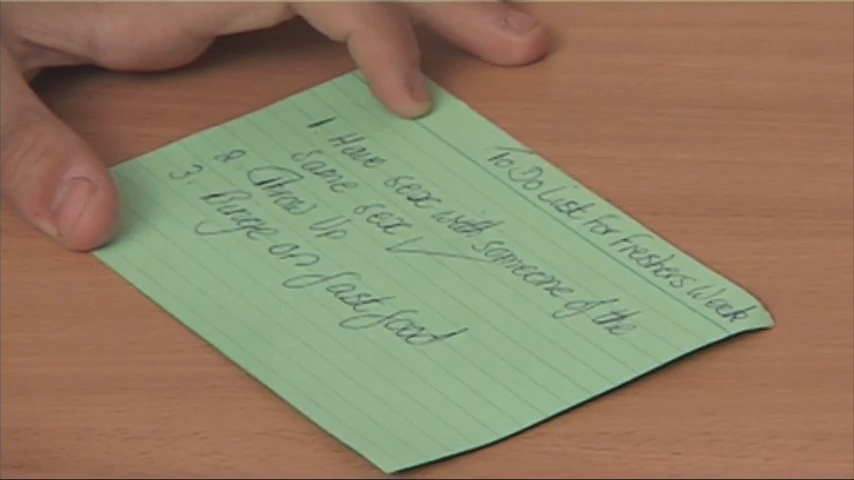 To Do List for Freshers Week
1 Have sex with someone of the
same sex ✓
2 Throw Up
3. Binge on fast food